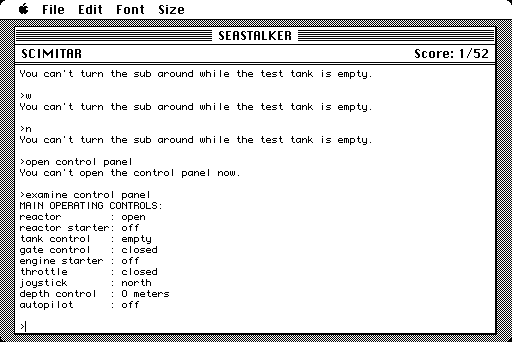 File Edit Font Size
SEASTALKER
SCIMITAR Score: 1/52
You can't turn the sub around while the test tank is empty.
>w
You can't turn the sub around while the test tank is empty.
>n
You can't turn the sub around while the test tank is empty.
>open control panel
You can't open the control panel now.
>examine control panel
MAIN OPERATING CONTROLS:
reactor : open
reactor starter: off
tank control : empty
gate control : closed
engine starter : off
throttle : closed
joystick : north
depth control : 0 meters
autopilot : off
>